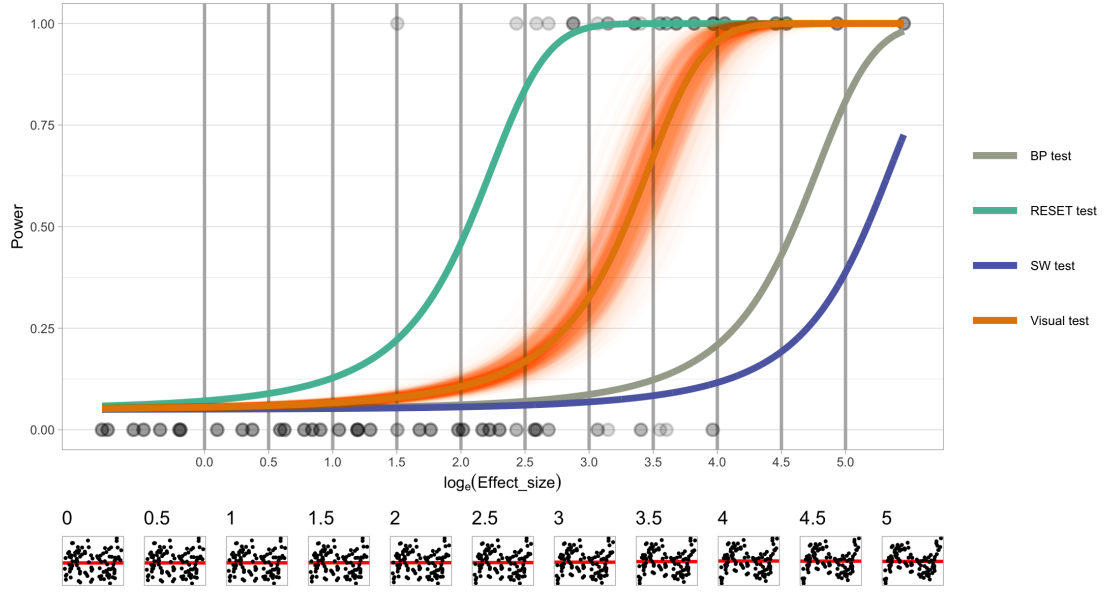 1.00
0.75
0.50
0.25
0.00
Power
0.0 0.5 1.0 1.5 2.0 2.5 3.0 3.5 4.0 4.5 5.0
logₑ(Effect_size)
BP test
RESET test
SW test
Visual test
0 0.5 1 1.5 2 2.5 3 3.5 4 4.5 5